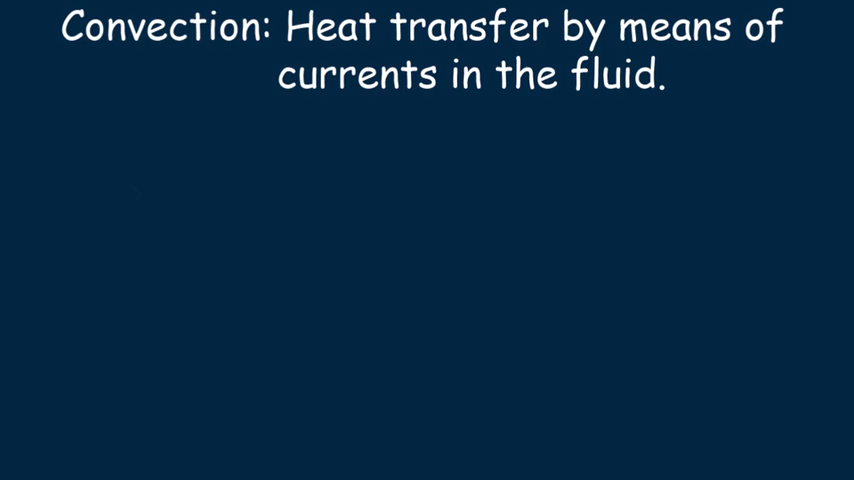 Convection: Heat transfer by means of
currents in the fluid.